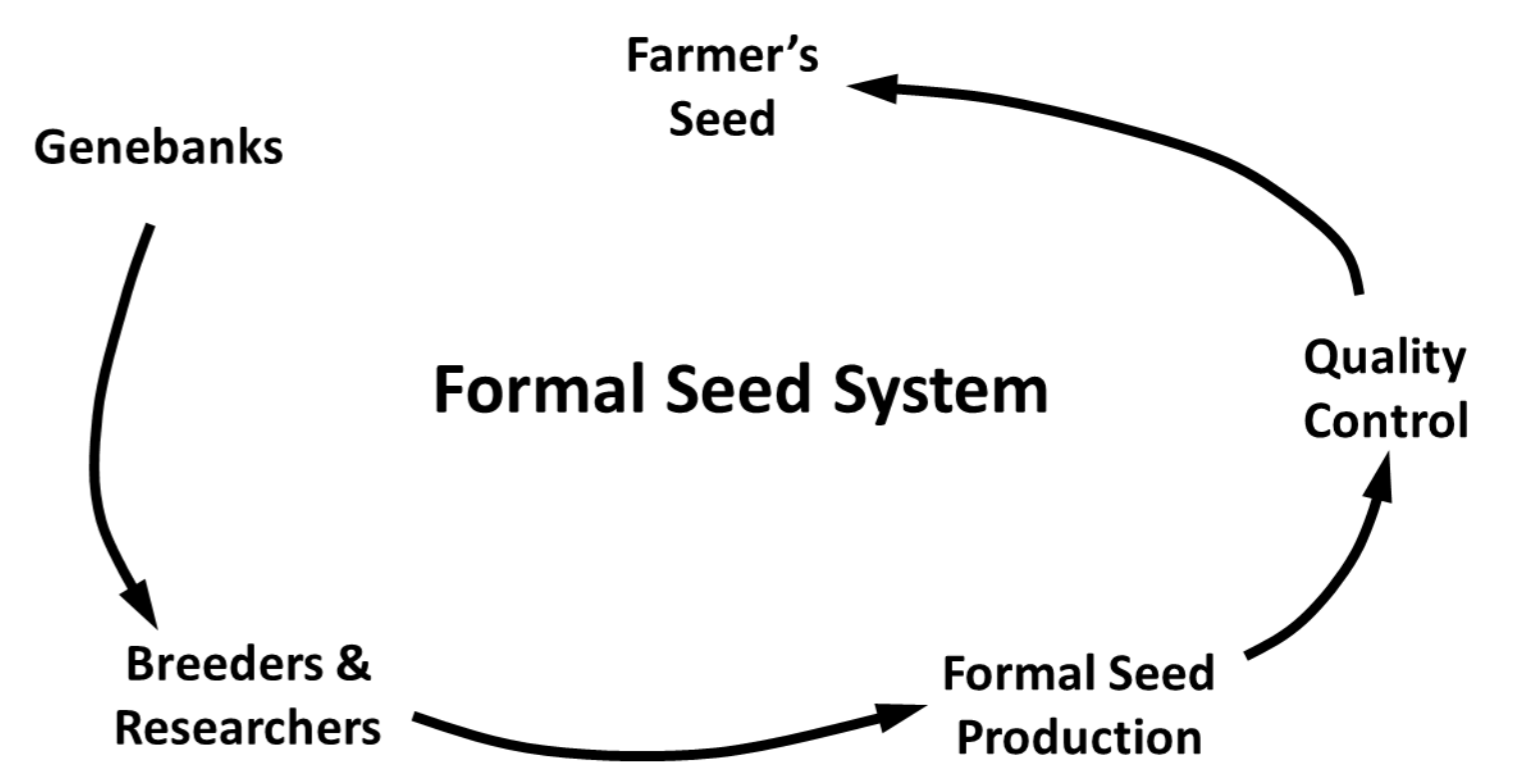 Farmer’s
Seed
Genebanks
Formal Seed System
Quality
Control
Breeders &
Researchers
Formal Seed
Production